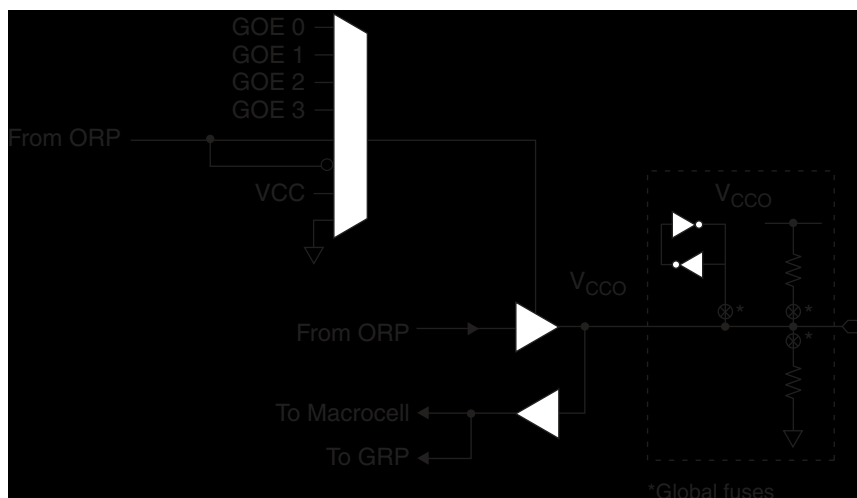 GOE 0
GOE 1
GOE 2
GOE 3
From ORP
VCC
VCCO
VCCO
*
*
*
From ORP
To Macrocell
To GRP
*Global fuses